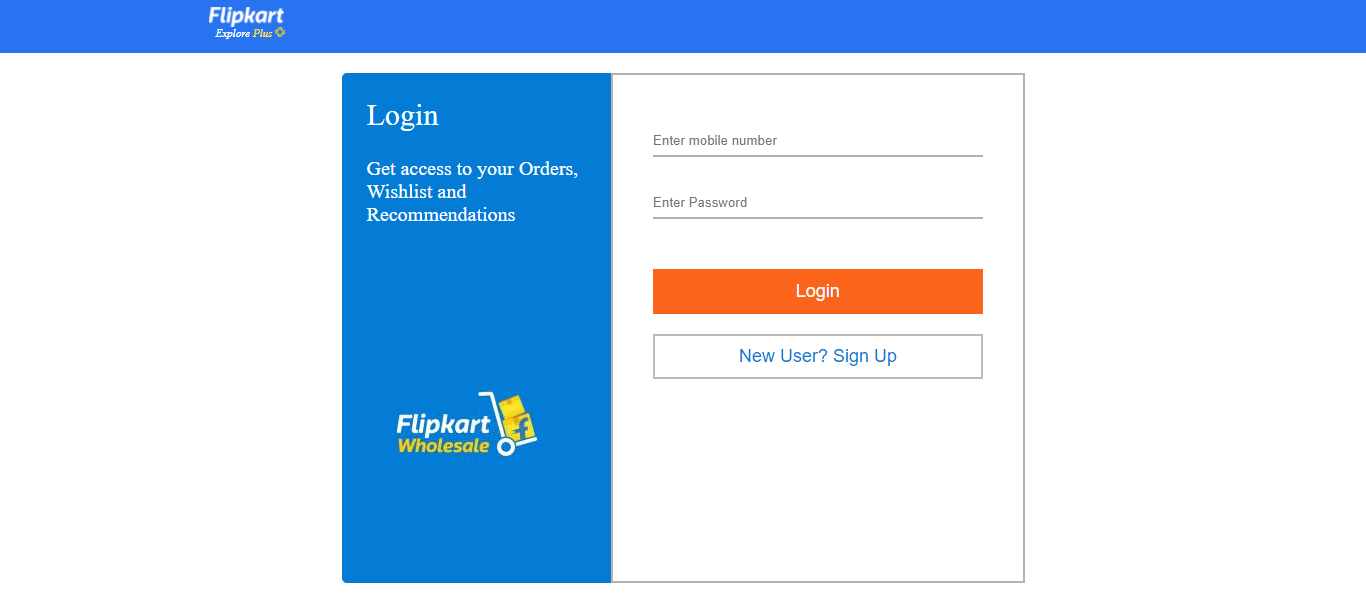 Flipkart
Explore Plus
Login
Get access to your Orders,
Wishlist and
Recommendations
Flipkart
Wholesale
f
Enter mobile number
Enter Password
Login
New User? Sign Up